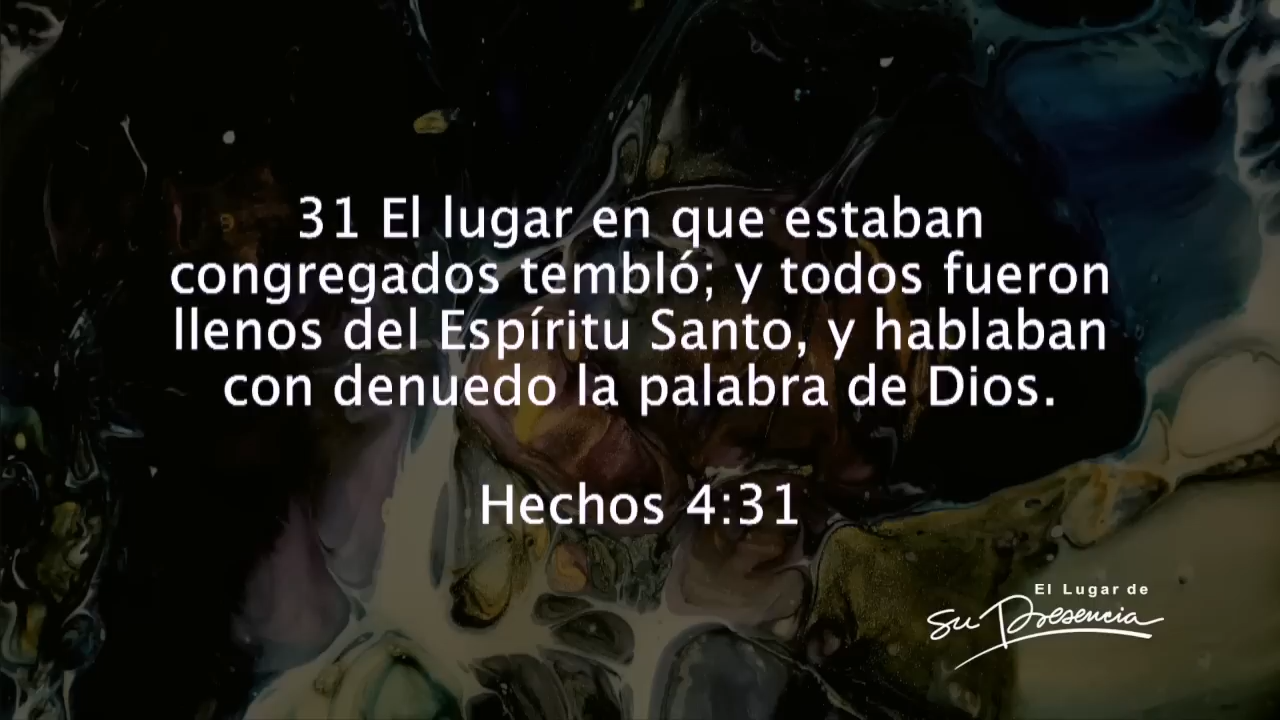 31 El lugar en que estaban
congregados tembló; y todos fueron
llenos del Espíritu Santo, y hablaban
con denuedo la palabra de Dios.
Hechos 4:31
El Lugar de
Su Presencia